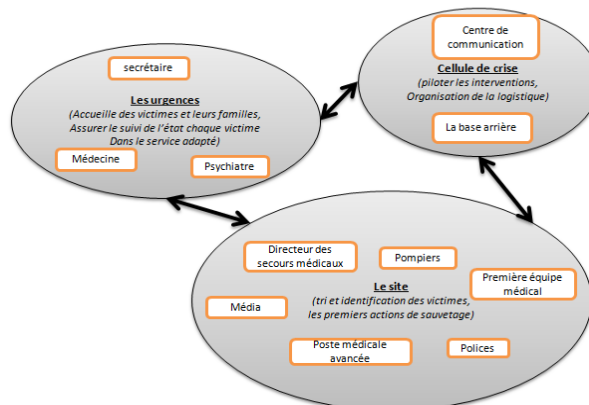 secrétaire
Les urgences
(Accueille des victimes et leurs familles,
Assurer le suivi de l'état chaque victime
Dans le service adapté)
Médecine
Psychiatre
Centre de
communication
Cellule de crise
(piloter les interventions,
Organisation de la logistique)
La base arrière
Directeur des
secours médicaux
Pompiers
Première équipe
médical
Le site
(tri et identification des victimes,
les premiers actions de sauvetage)
Média
Poste médicale
avancée
Polices